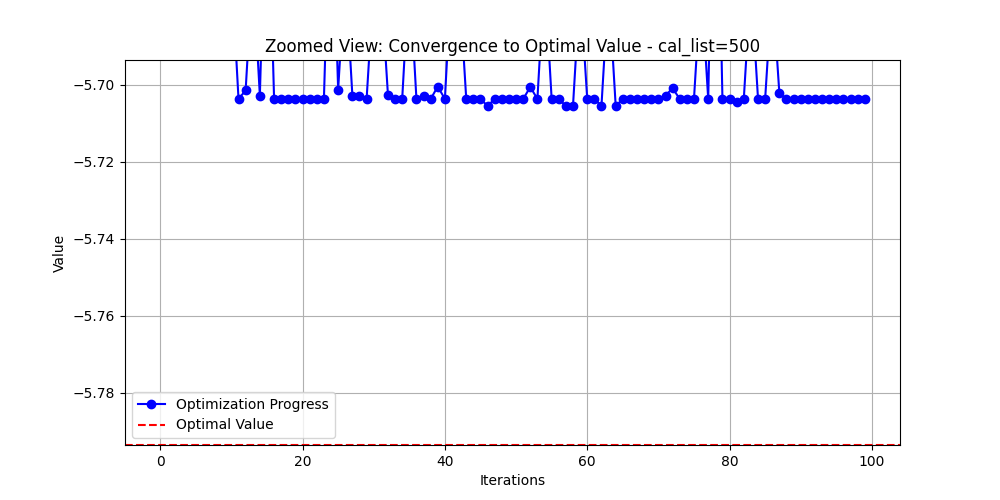 Zoomed View: Convergence to Optimal Value - cal_list=500
Value
−5.70
−5.72
−5.74
−5.76
−5.78
Optimization Progress
Optimal Value
0 20 40 60 80 100
Iterations